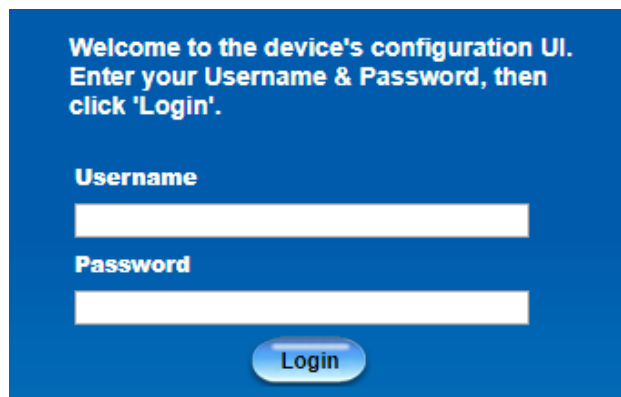 Welcome to the device's configuration UI.
Enter your Username & Password, then
click 'Login'.
Username
Password
Login